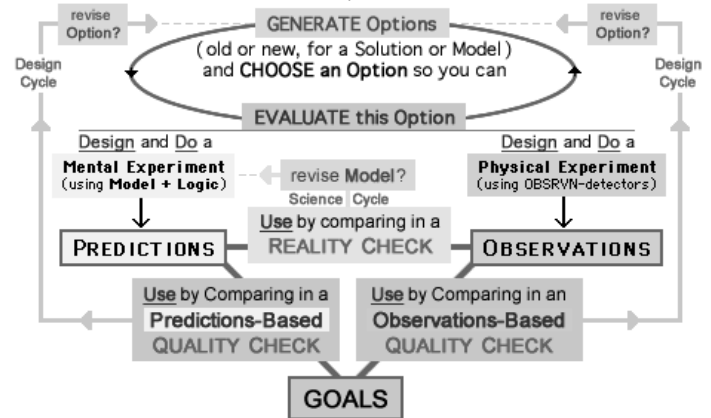 revise
Option?
GENERATE Options
revise
Option?
(old or new, for a Solution or Model)
and CHOOSE an Option so you can
Design
Cycle
Design
Cycle
EVALUATE this Option
Design and Do a
Mental Experiment
(using Model + Logic)
Design and Do a
Physical Experiment
(using OBSRVN-detectors)
revise Model?
Science Cycle
Use by comparing in a
REALITY CHECK
PREDICTIONS
OBSERVATIONS
Use by Comparing in a
Predictions-Based
QUALITY CHECK
Use by Comparing in an
Observations-Based
QUALITY CHECK
GOALS